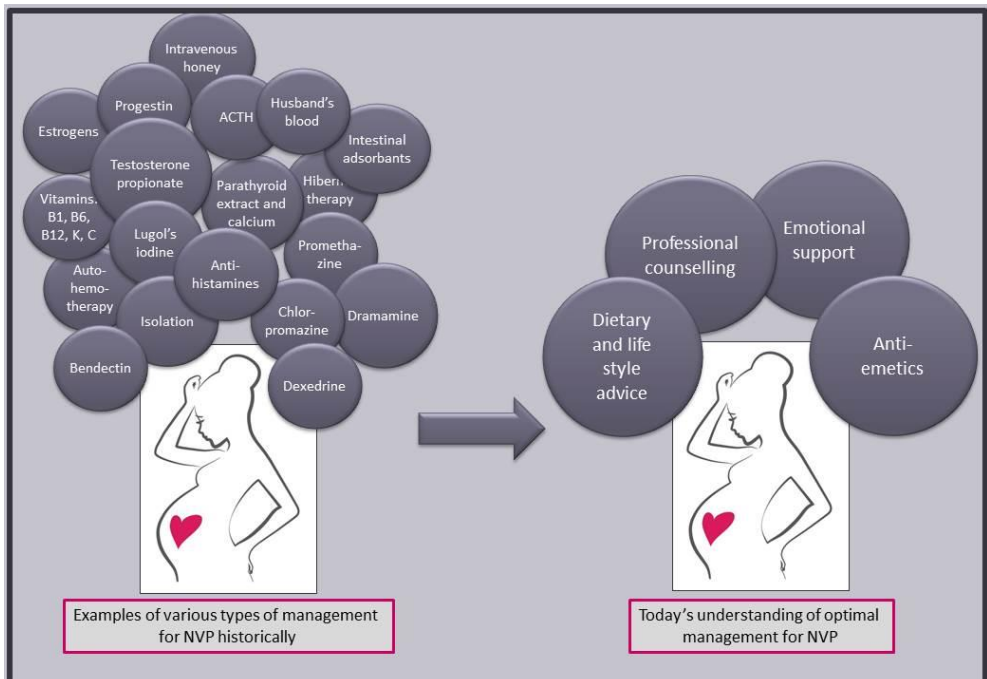 Intravenous
honey
Progestin
ACTH
Husband's
blood
Estrogens
Intestinal
adsorbants
Testosterone
propionate
Parathyroid
extract and
calcium
therapy
Vitamins:
B1, B6,
B12, K, C
Lugol's
iodine
Prometha-
zine
Anti-
histamines
Auto-
hemo-
therapy
Isolation
Chlor-
promazine
Dramamine
Bendectin
Dexedrine
Professional
counselling
Emotional
support
Dietary
and life
style
advice
Anti-
emetics
Examples of various types of management
for NVP historically
Today's understanding of optimal
management for NVP